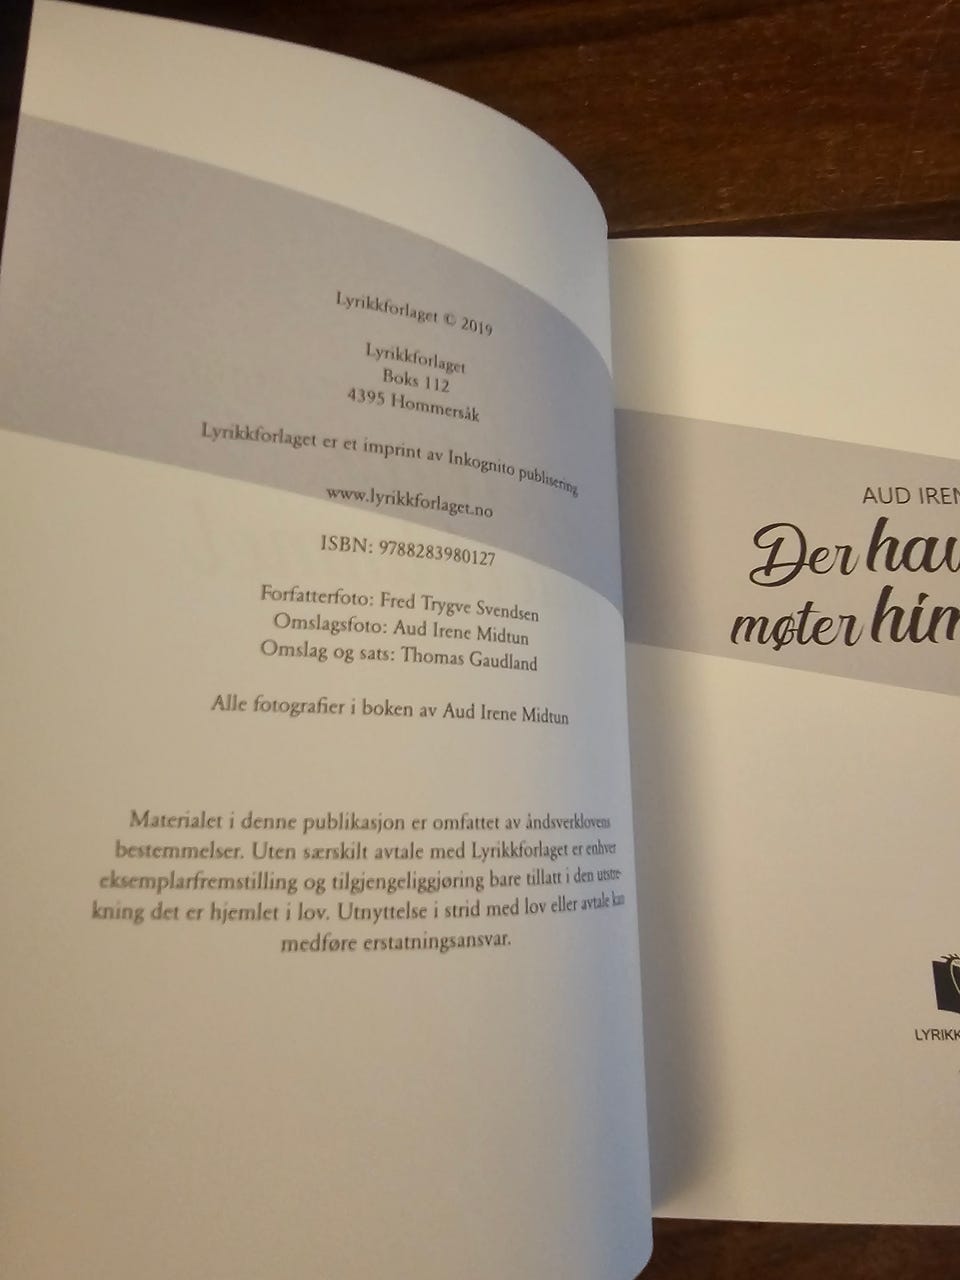 Lyrikkforlaget © 2019
Lyrikkforlaget
Boks 112
4395 Hommersåk
Lyrikkforlaget er et imprint av Inkognito publisering
www.lyrikkforlaget.no
ISBN: 9788283980127
Forfatterfoto: Fred Trygve Svendsen
Omslagsfoto: Aud Irene Midtun
Omslag og sats: Thomas Gaudland
Alle fotografier i boken av Aud Irene Midtun
Materialet i denne publikasjon er omfattet av åndsverklovens
bestemmelser. Uten særskilt avtale med Lyrikkforlaget er enhver
eksemplarfremstilling og tilgjengeliggjøring bare tillatt i den utstre-
kning det er hjemlet i lov. Utnyttelse i strid med lov eller avtale kan
medføre erstatningsansvar.
AUD IREN
Der hav
møter him
LYRIKK